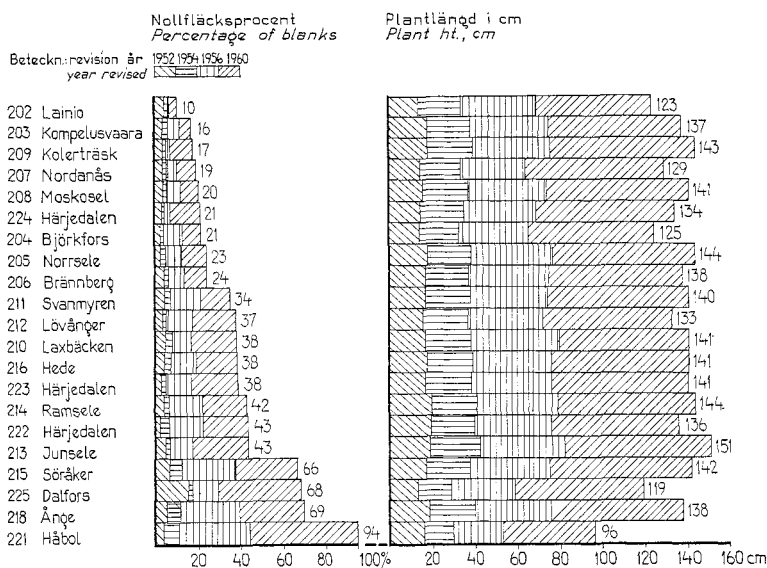 Nollfläcksprocent Plantlängd i cm
Percentage of blanks Plant ht., cm
Beteckn.: revision år 1952 1954 1956 1960
year revised
202 Lainio 10 123
203 Kompelusvaara 16 137
209 Kolerträsk 17 143
207 Nordanås 19 129
208 Moskosel 20 141
224 Härjedalen 21 134
204 Björkfors 21 125
205 Norrsele 23 144
206 Brännberg 24 138
211 Svanmyren 34 140
212 Lövånger 37 133
210 Laxbäcken 38 141
216 Hede 38 141
223 Härjedalen 38 141
214 Ramsele 42 144
222 Härjedalen 43 136
213 Junsele 43 151
215 Söråker 66 142
225 Dalfors 68 119
218 Ånge 69 138
221 Håbol 94 96
20 40 60 80 100% 20 40 60 80 100 120 140 160 cm